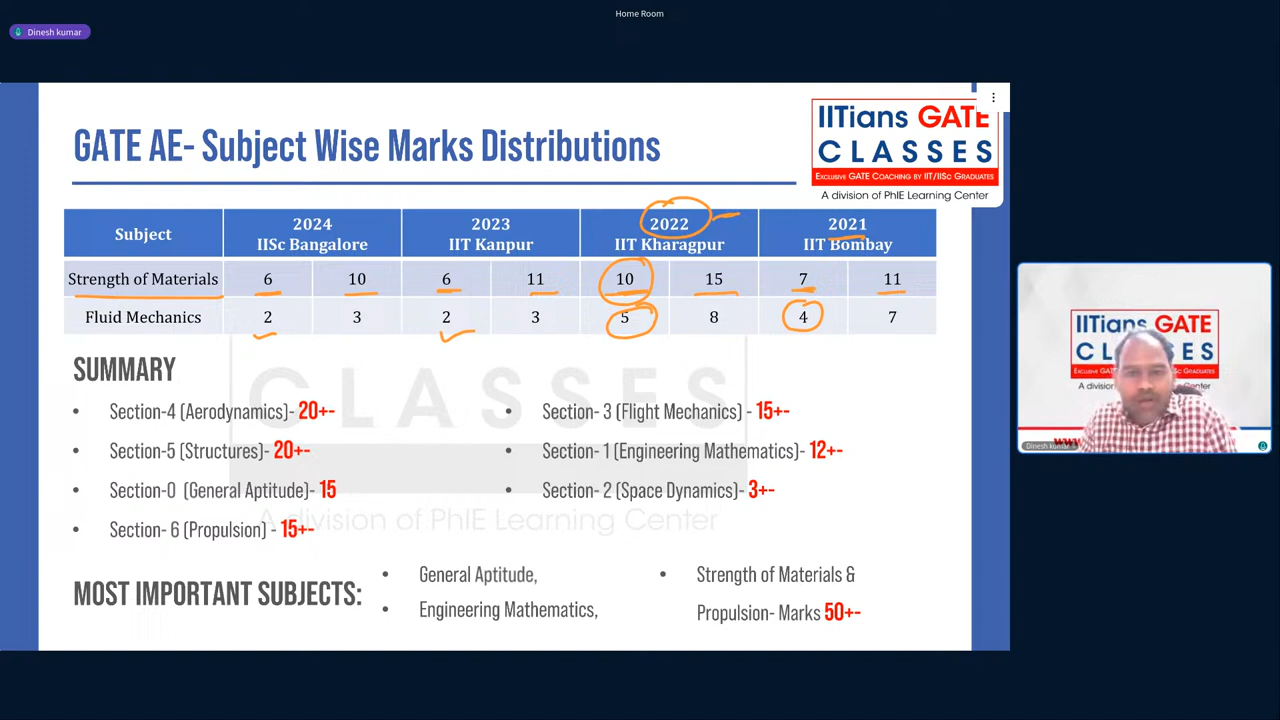 Home Room
Dinesh kumar
GATE AE- Subject Wise Marks Distributions
IITians GATE
CLASSES
EXCLUSIVE GATE COACHING BY IIT/IISc GRADUATES
A division of PhIE Learning Center
Subject 2024 IISc Bangalore 2023 IIT Kanpur 2022 IIT Kharagpur 2021 IIT Bombay
Strength of Materials 6 10 6 11 10 15 7 11
Fluid Mechanics 2 3 2 3 5 8 4 7
CLASSES
A division of PhIE Learning Center
SUMMARY
• Section-4 (Aerodynamics)- 20+-
• Section-5 (Structures)- 20+-
• Section-0 (General Aptitude)- 15
• Section- 6 (Propulsion) - 15+-
• Section- 3 (Flight Mechanics) - 15+-
• Section- 1 (Engineering Mathematics)- 12+-
• Section- 2 (Space Dynamics)- 3+-
MOST IMPORTANT SUBJECTS:
• General Aptitude,
• Engineering Mathematics,
• Strength of Materials &
Propulsion- Marks 50+-
IITians GATE
CLASSES
Dinesh kumar